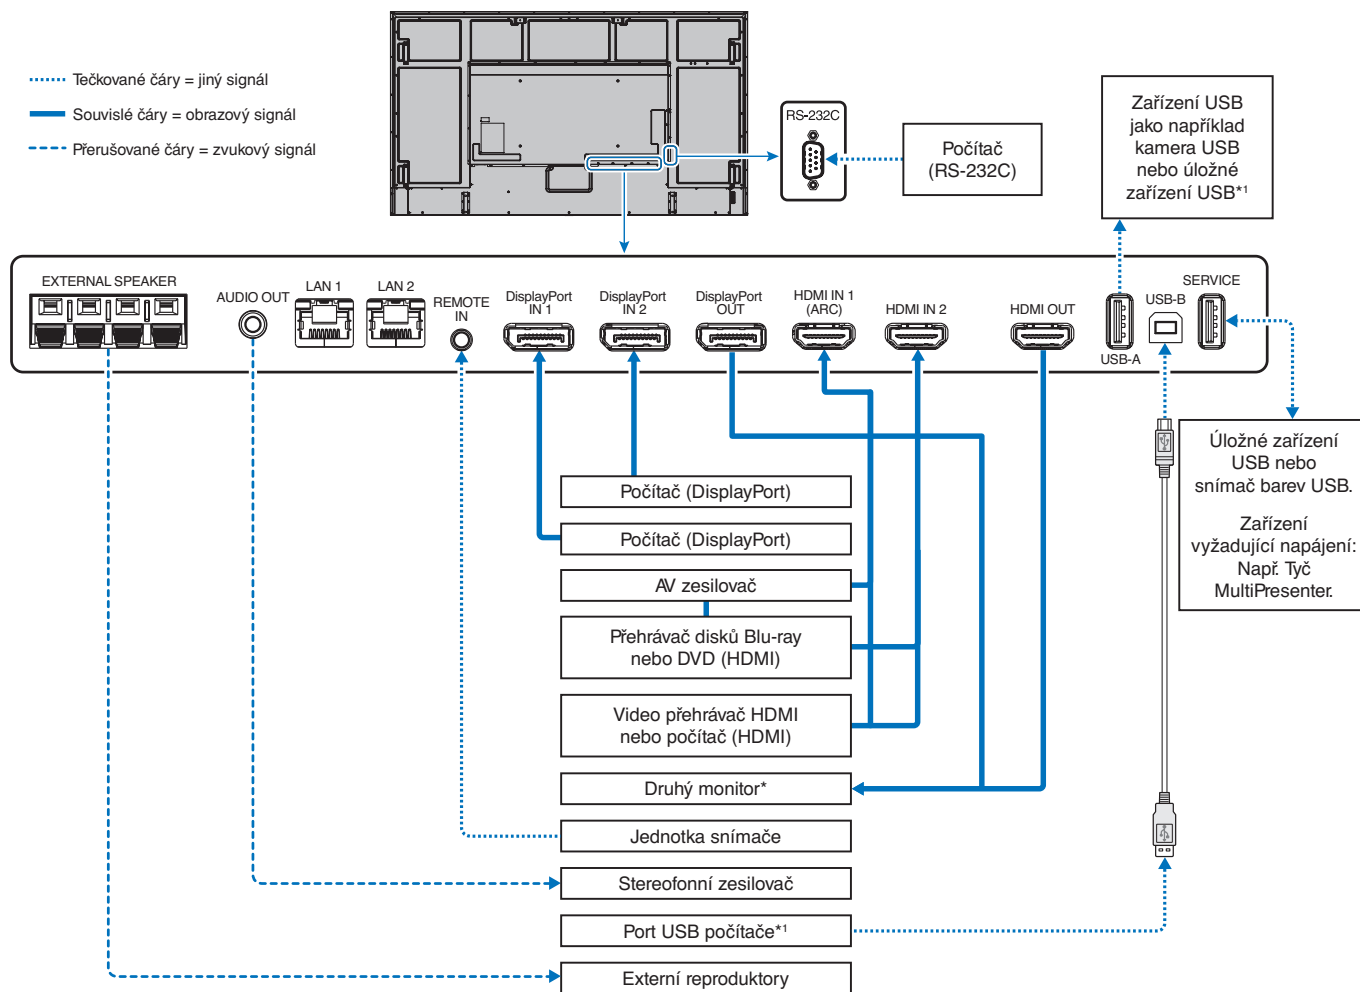 Tečkované čáry = jiný signál
Souvislé čáry = obrazový signál
Přerušované čáry = zvukový signál
RS-232C
Počítač
(RS-232C)
Zařízení USB
jako například
kamera USB
nebo úložné
zařízení USB*1
EXTERNAL SPEAKER
AUDIO OUT
LAN 1
LAN 2
REMOTE
IN
DisplayPort
IN 1
DisplayPort
IN 2
DisplayPort
OUT
HDMI IN 1
(ARC)
HDMI IN 2
HDMI OUT
USB-A
USB-B
SERVICE
Úložné zařízení
USB nebo
snímač barev USB.
Zařízení
vyžadující napájení:
Např. Tyč
MultiPresenter.
Počítač (DisplayPort)
Počítač (DisplayPort)
AV zesilovač
Přehrávač disků Blu-ray
nebo DVD (HDMI)
Video přehrávač HDMI
nebo počítač (HDMI)
Druhý monitor*
Jednotka snímače
Stereofonní zesilovač
Port USB počítače*1
Externí reproduktory